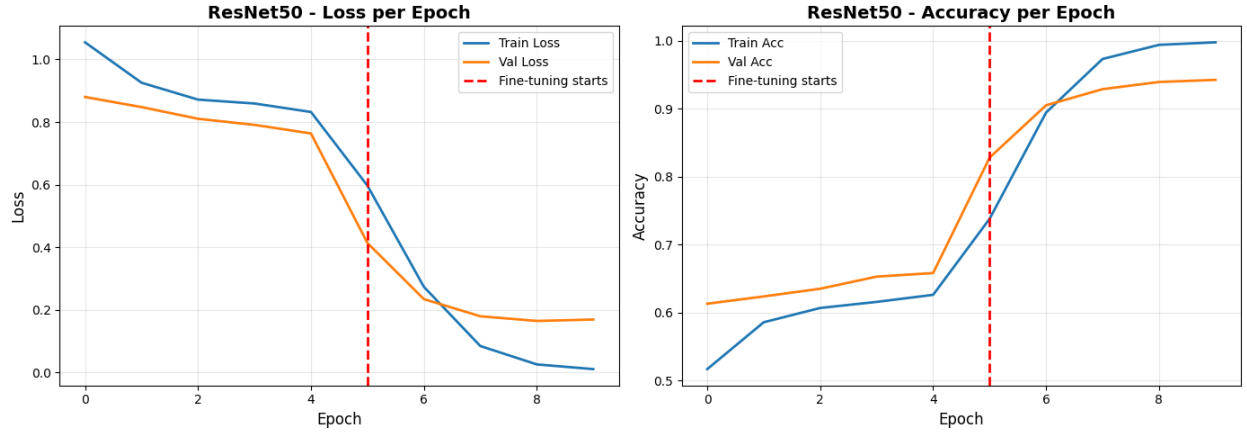 ResNet50 - Loss per Epoch
Train Loss
Val Loss
Fine-tuning starts
1.0
0.8
0.6
0.4
0.2
0.0
Loss
0
2
4
6
8
Epoch
ResNet50 - Accuracy per Epoch
Train Acc
Val Acc
Fine-tuning starts
1.0
0.9
0.8
0.7
0.6
0.5
Accuracy
0
2
4
6
8
Epoch